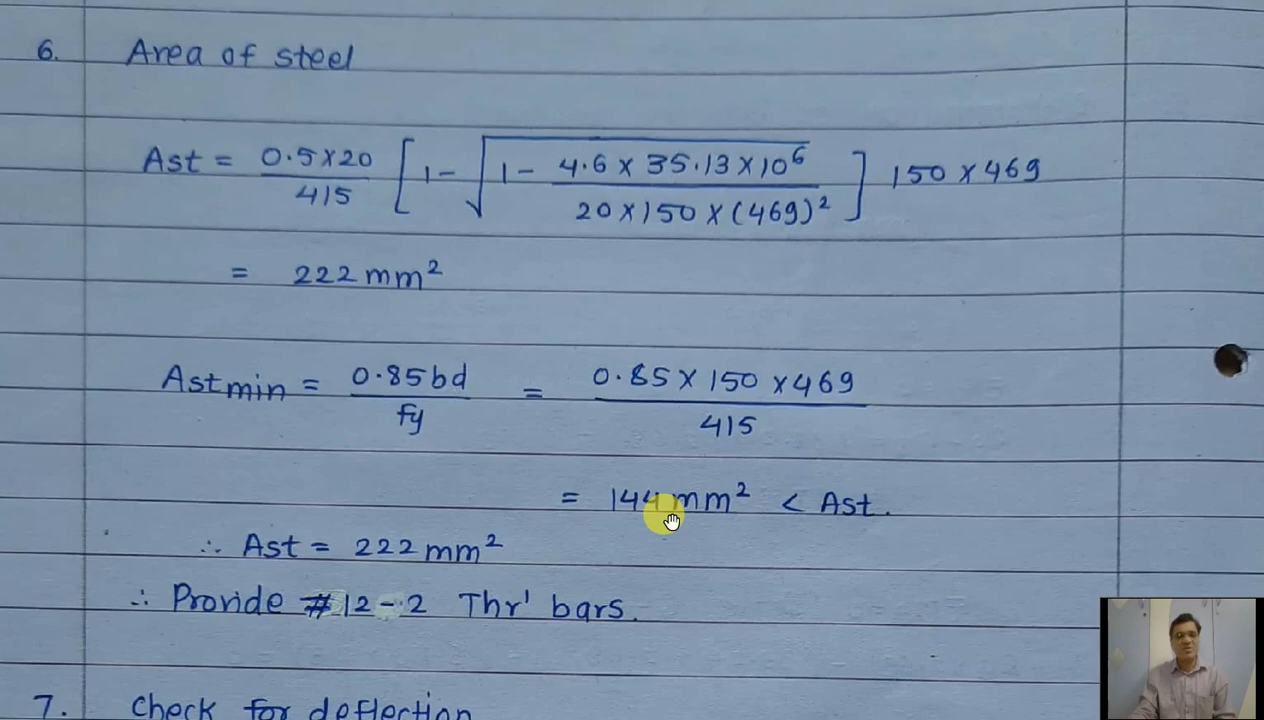 6. Area of steel
Ast = 0.5×20 / 415 [ 1 - √( 1 - 4.6 × 35.13 × 10⁶ / 20 × 150 × (469)² ) ] 150 × 469
= 222 mm²
Astmin = 0.85bd / fy = 0.85 × 150 × 469 / 415
= 144 mm² < Ast.
∴ Ast = 222 mm²
∴ Provide #12 - 2 Thr' bars.
7. Check for deflection